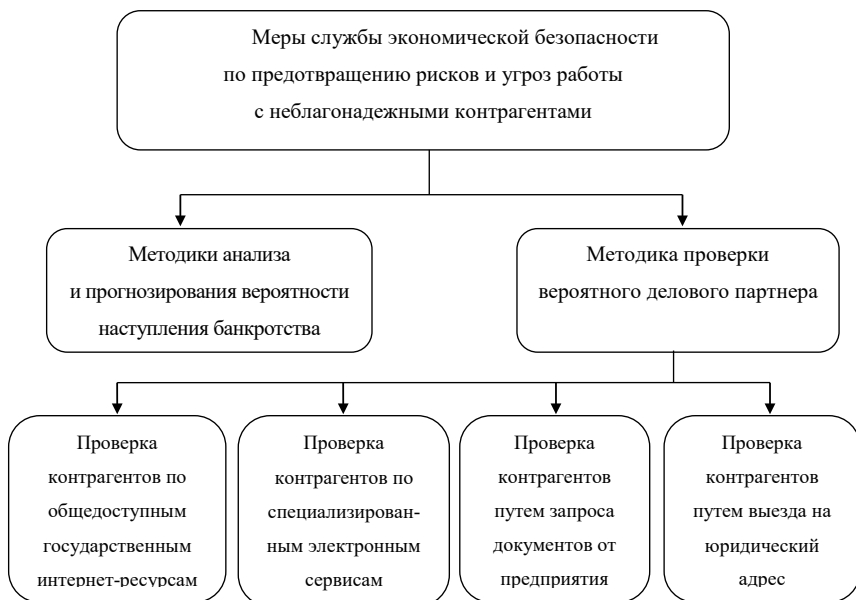 Меры службы экономической безопасности
по предотвращению рисков и угроз работы
с неблагонадежными контрагентами
Методики анализа
и прогнозирования вероятности
наступления банкротства
Методика проверки
вероятного делового партнера
Проверка
контрагентов по
общедоступным
государственным
интернет-ресурсам
Проверка
контрагентов по
специализирован-
ным электронным
сервисам
Проверка
контрагентов
путем запроса
документов от
предприятия
Проверка
контрагентов
путем выезда на
юридический
адрес